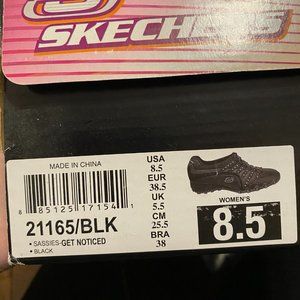 SKECHERS
MADE IN CHINA
8 85125 17154 1
21165/BLK
• SASSIES-GET NOTICED
• BLACK
USA
8.5
EUR
38.5
UK
5.5
CM
25.5
BRA
38
WOMEN'S
8.5